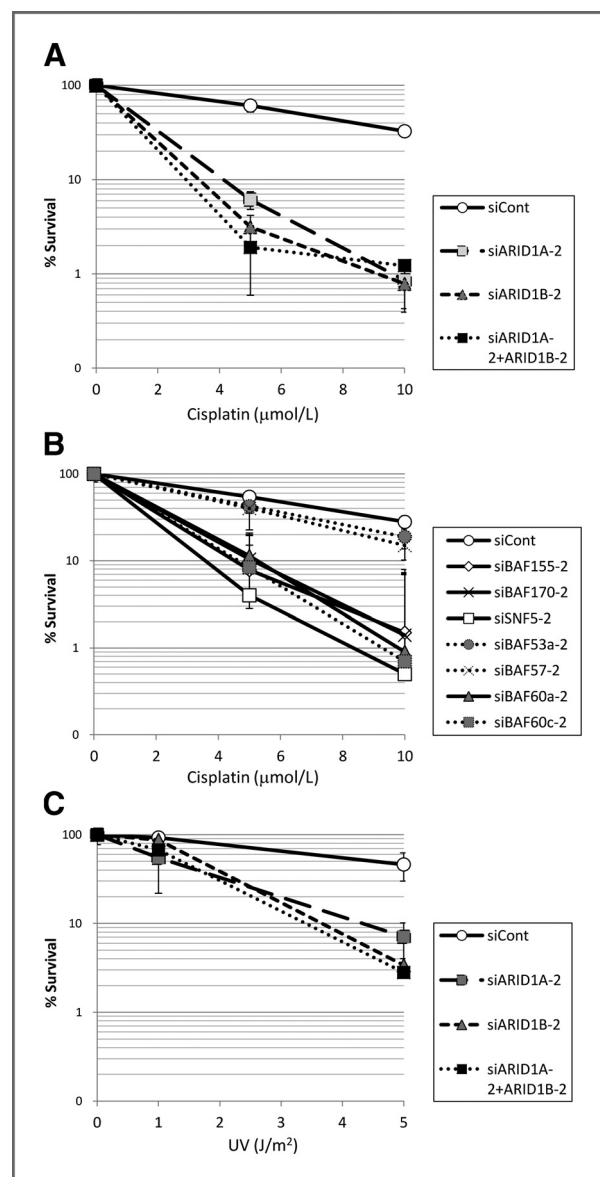 A
100
10
1
0
% Survival
0
2
4
6
8
10
Cisplatin (μmol/L)
siCont
siARID1A-2
siARID1B-2
siARID1A-
2+ARID1B-2
B
100
10
1
0
% Survival
0
2
4
6
8
10
Cisplatin (μmol/L)
siCont
siBAF155-2
siBAF170-2
siSNF5-2
siBAF53a-2
siBAF57-2
siBAF60a-2
siBAF60c-2
C
100
10
1
0
% Survival
0
1
2
3
4
5
UV (J/m²)
siCont
siARID1A-2
siARID1B-2
siARID1A-
2+ARID1B-2